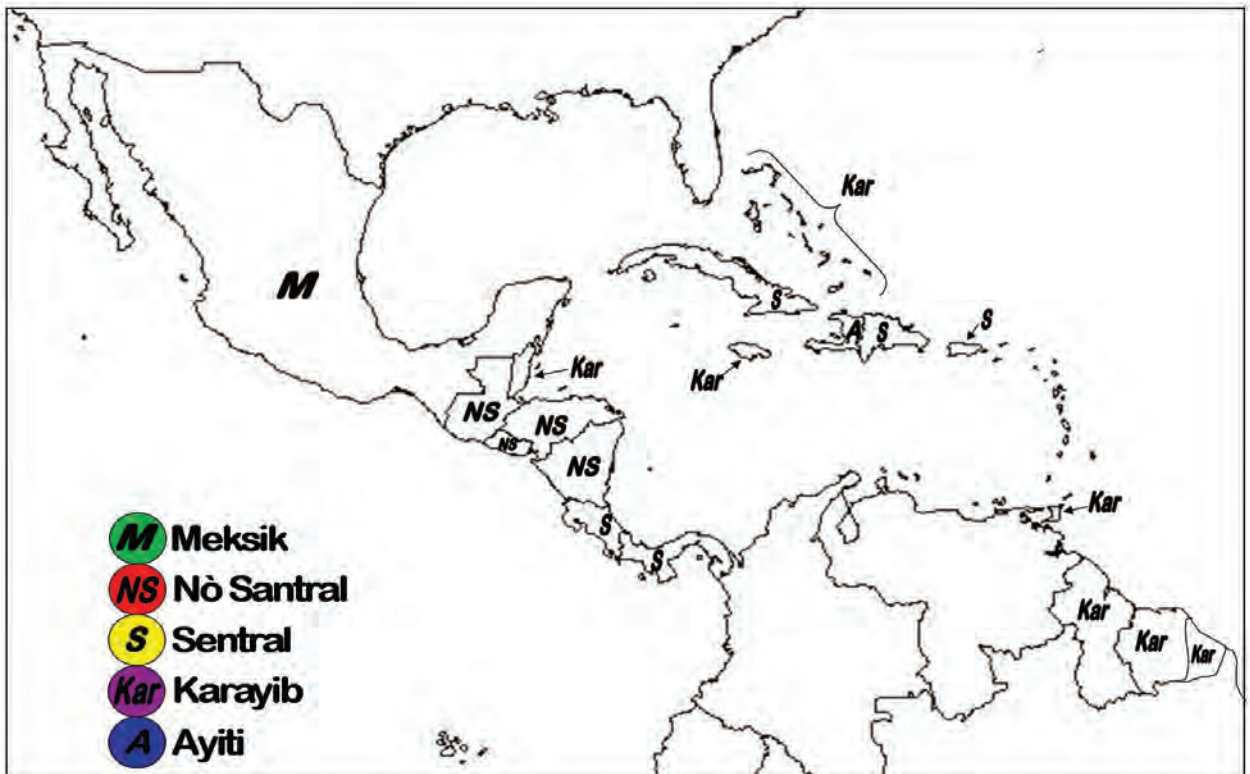 Kar
M
S
A
S
S
Kar
Kar
NS
NS
NS
NS
Kar
S
S
Kar
Kar
Kar
M Meksik
NS Nò Santral
S Sentral
Kar Karayib
A Ayiti